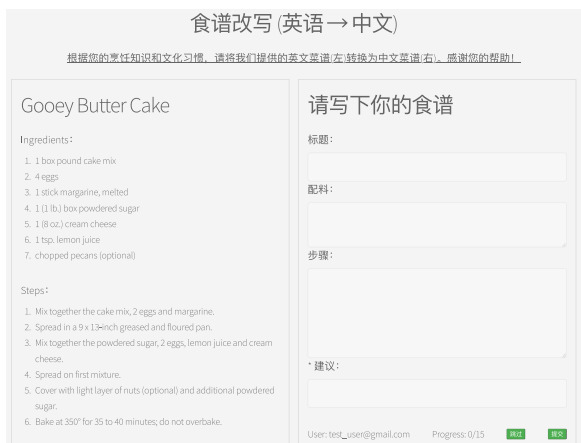 食谱改写 (英语→中文)
根据您的烹饪知识和文化习惯，请将我们提供的英文菜谱(左)转换为中文菜谱(右)。感谢您的帮助！
Gooey Butter Cake
Ingredients：
1. 1 box pound cake mix
2. 4 eggs
3. 1 stick margarine, melted
4. 1 (1 lb.) box powdered sugar
5. 1 (8 oz.) cream cheese
6. 1 tsp. lemon juice
7. chopped pecans (optional)
Steps：
1. Mix together the cake mix, 2 eggs and margarine.
2. Spread in a 9 x 13-inch greased and floured pan.
3. Mix together the powdered sugar, 2 eggs, lemon juice and cream
cheese.
4. Spread on first mixture.
5. Cover with light layer of nuts (optional) and additional powdered
sugar.
6. Bake at 350° for 35 to 40 minutes; do not overbake.
请写下你的食谱
标题：
配料：
步骤：
* 建议：
User: test_user@gmail.com Progress: 0/15 跳过 提交